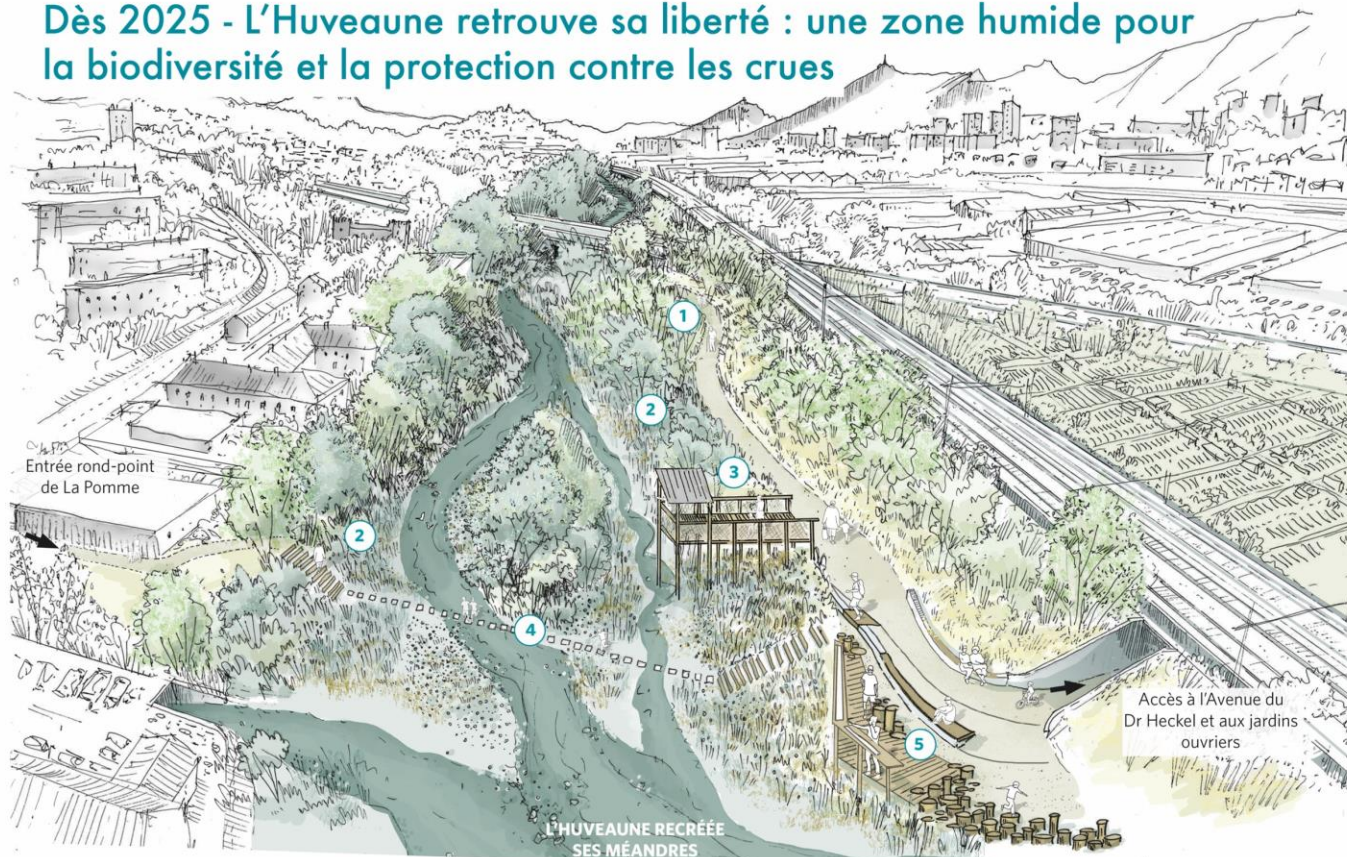 Dès 2025 - L'Huveaune retrouve sa liberté : une zone humide pour
la biodiversité et la protection contre les crues
1
2
3
Entrée rond-point
de La Pomme
2
4
Accès à l'Avenue du
Dr Heckel et aux jardins
ouvriers
5
L'HUVEAUNE RECRÉÉE
SES MÉANDRES